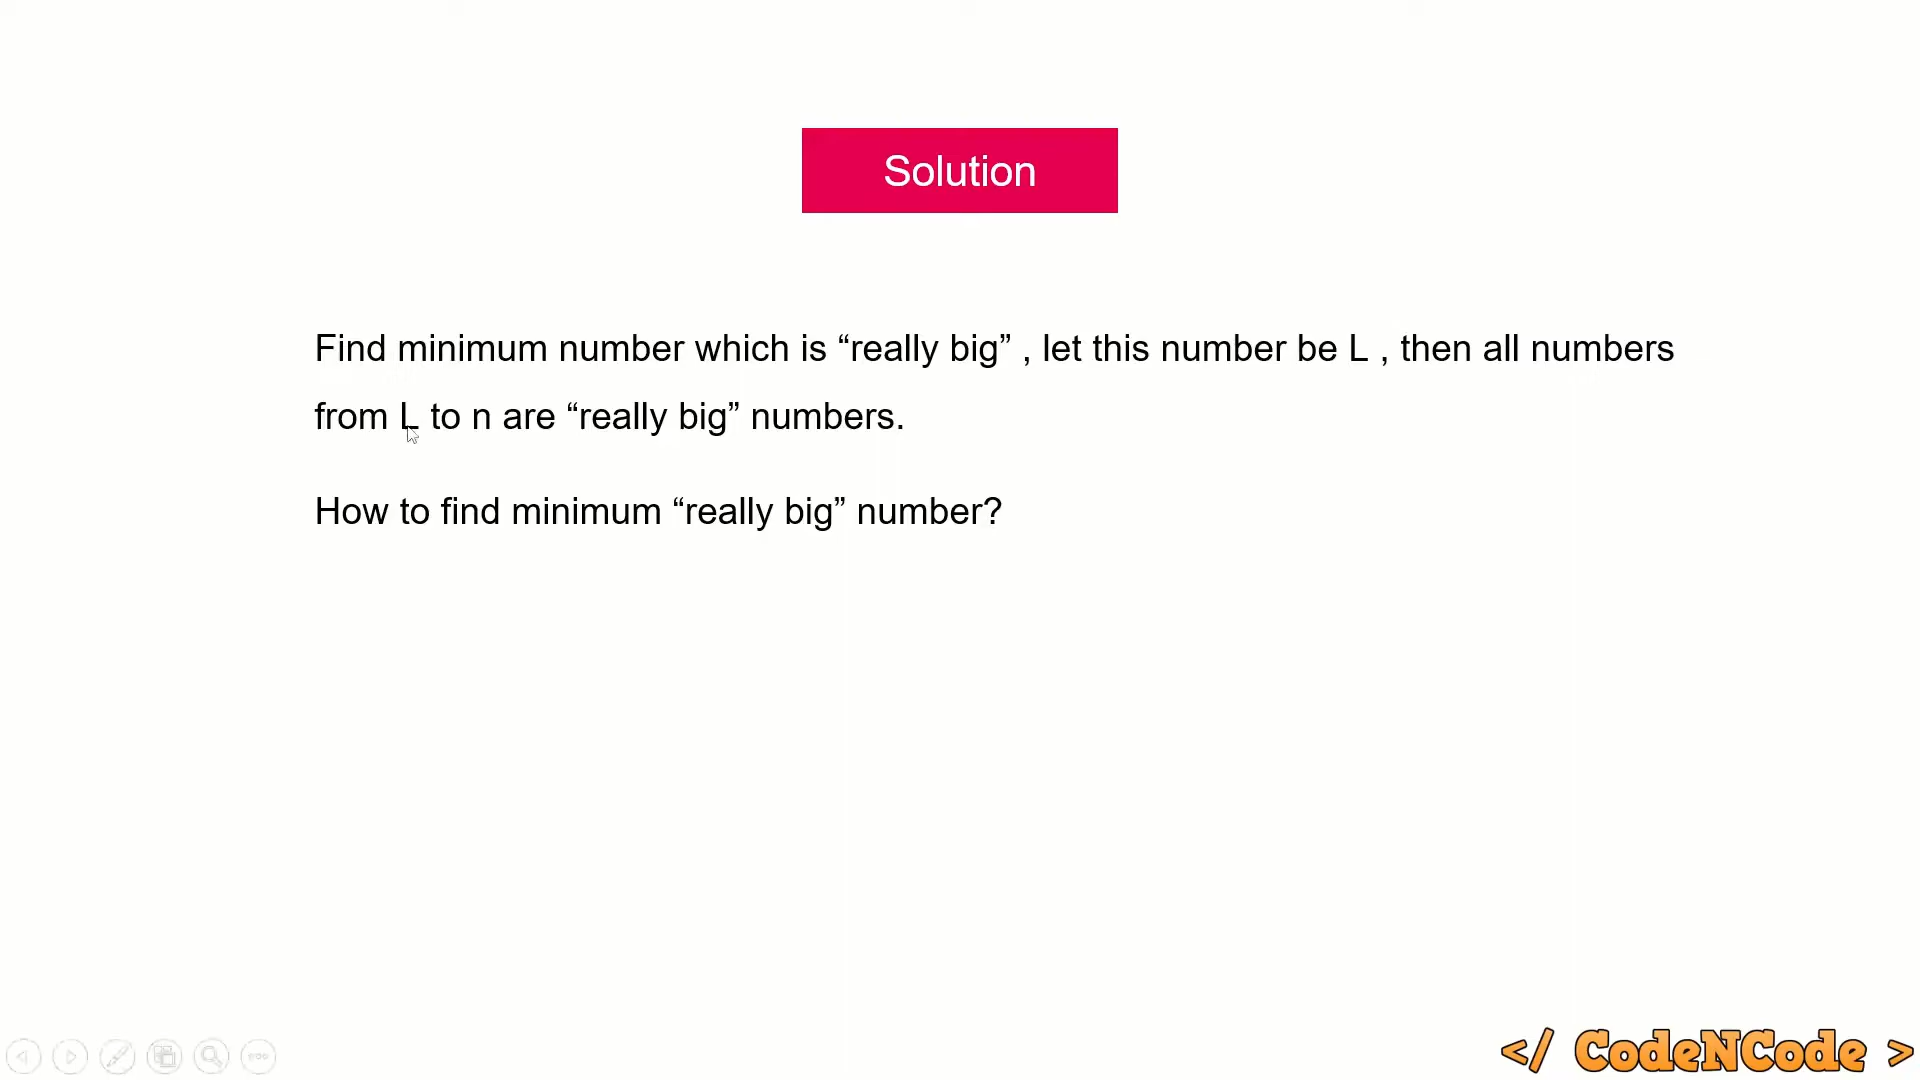 Solution
Find minimum number which is “really big” , let this number be L , then all numbers
from L to n are “really big” numbers.
How to find minimum “really big” number?
</ CodeNCode >